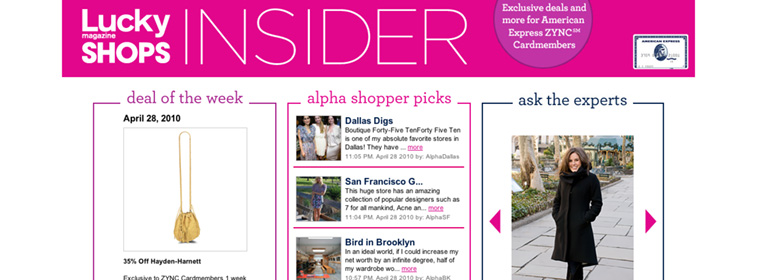 Lucky
magazine
SHOPS
INSIDER
Exclusive deals and
more for American
Express ZYNC℠
Cardmembers
AMERICAN EXPRESS
deal of the week
April 28, 2010
35% Off Hayden-Harnett
Exclusive to ZYNC Cardmembers 1 week
alpha shopper picks
Dallas Digs
Boutique Forty-Five TenForty Five Ten
is one of my absolute favorite stores in
Dallas! They have ... more
11:05 PM. April 28 2010 by: AlphaDallas
San Francisco G...
This huge store has an amazing
collection of popular designers such as
7 for all mankind, Acne an... more
11:04 PM. April 28 2010 by: AlphaSF
Bird in Brooklyn
In an ideal world, if I could increase my
net worth by an infinite degree, half of
my wardrobe wo... more
10:57 PM. April 28 2010 by: AlphaBK
ask the experts